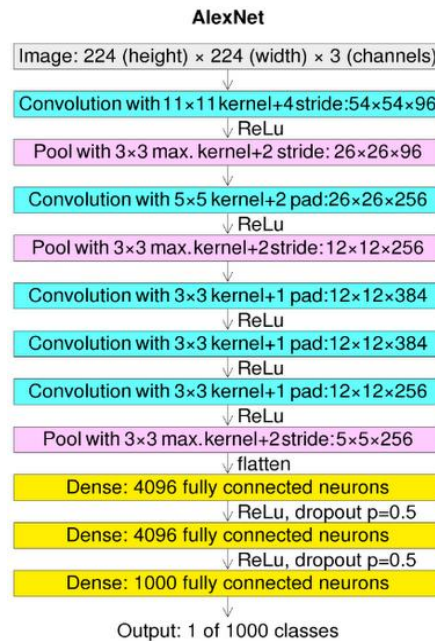 AlexNet
Image: 224 (height) × 224 (width) × 3 (channels)
Convolution with 11×11 kernel+4 stride:54×54×96
ReLu
Pool with 3×3 max. kernel+2 stride: 26×26×96
Convolution with 5×5 kernel+2 pad:26×26×256
ReLu
Pool with 3×3 max.kernel+2stride:12×12×256
Convolution with 3×3 kernel+1 pad:12×12×384
ReLu
Convolution with 3×3 kernel+1 pad:12×12×384
ReLu
Convolution with 3×3 kernel+1 pad:12×12×256
ReLu
Pool with 3×3 max.kernel+2stride:5×5×256
flatten
Dense: 4096 fully connected neurons
ReLu, dropout p=0.5
Dense: 4096 fully connected neurons
ReLu, dropout p=0.5
Dense: 1000 fully connected neurons
Output: 1 of 1000 classes